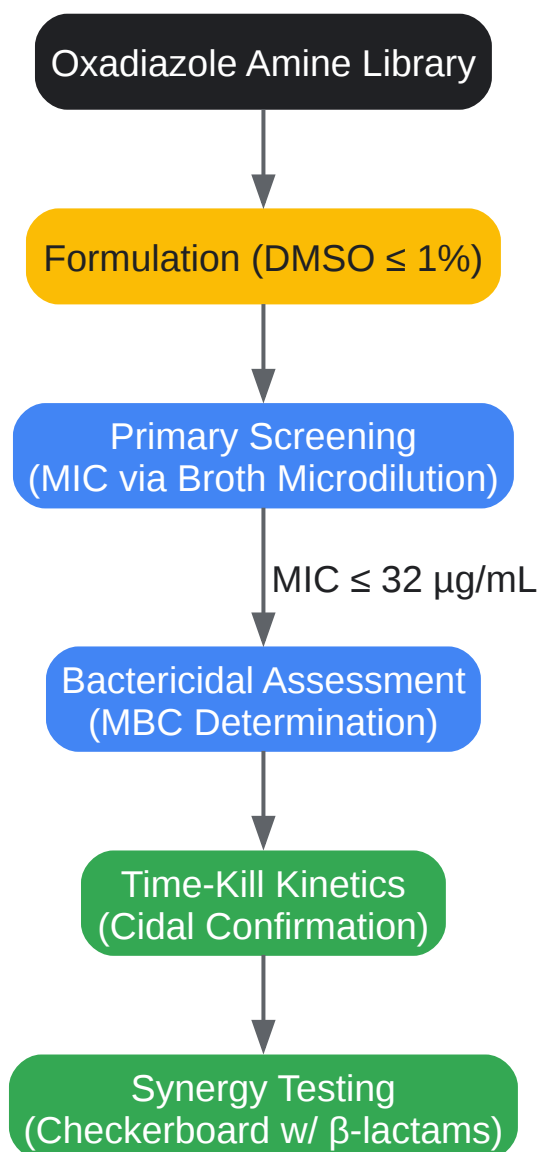 Oxadiazole Amine Library
Formulation (DMSO ≤ 1%)
Primary Screening
(MIC via Broth Microdilution)
MIC ≤ 32 µg/mL
Bactericidal Assessment
(MBC Determination)
Time-Kill Kinetics
(Cidal Confirmation)
Synergy Testing
(Checkerboard w/ β-lactams)